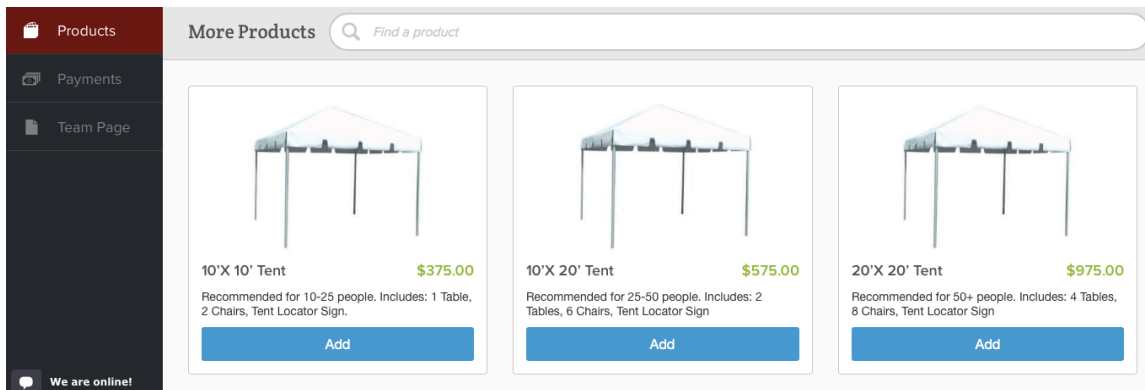 Products
Payments
Team Page
We are online!
More Products
Find a product
10'X 10' Tent $375.00
Recommended for 10-25 people. Includes: 1 Table,
2 Chairs, Tent Locator Sign.
Add
10'X 20' Tent $575.00
Recommended for 25-50 people. Includes: 2
Tables, 6 Chairs, Tent Locator Sign
Add
20'X 20' Tent $975.00
Recommended for 50+ people. Includes: 4 Tables,
8 Chairs, Tent Locator Sign
Add